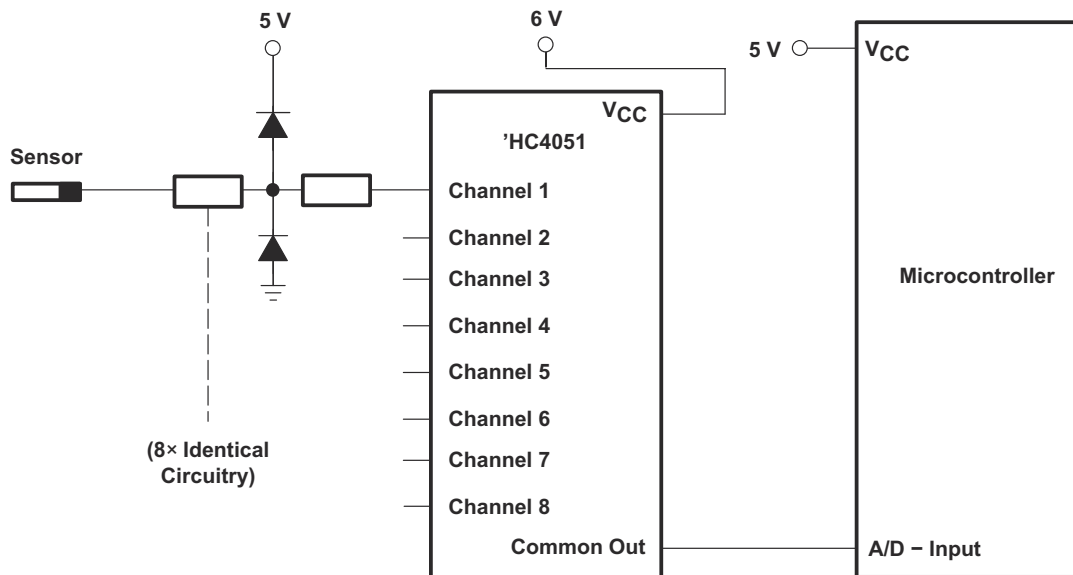 5 V
6 V
5 V
VCC
VCC
’HC4051
Sensor
Channel 1
Channel 2
Channel 3
Channel 4
Channel 5
Channel 6
Channel 7
Channel 8
Microcontroller
(8× Identical
Circuitry)
Common Out
A/D − Input